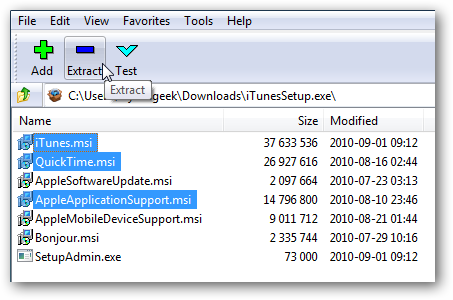 File Edit View Favorites Tools Help
Add Extract Test
Extract
geek\Downloads\iTunesSetup.exe\
Name Size Modified
iTunes.msi 37 633 536 2010-09-01 09:12
QuickTime.msi 26 927 616 2010-08-16 02:44
AppleSoftwareUpdate.msi 2 097 664 2010-07-23 03:13
AppleApplicationSupport.msi 14 796 800 2010-08-10 23:46
AppleMobileDeviceSupport.msi 9 011 712 2010-08-21 01:44
Bonjour.msi 2 335 744 2010-07-29 10:16
SetupAdmin.exe 73 000 2010-09-01 09:12